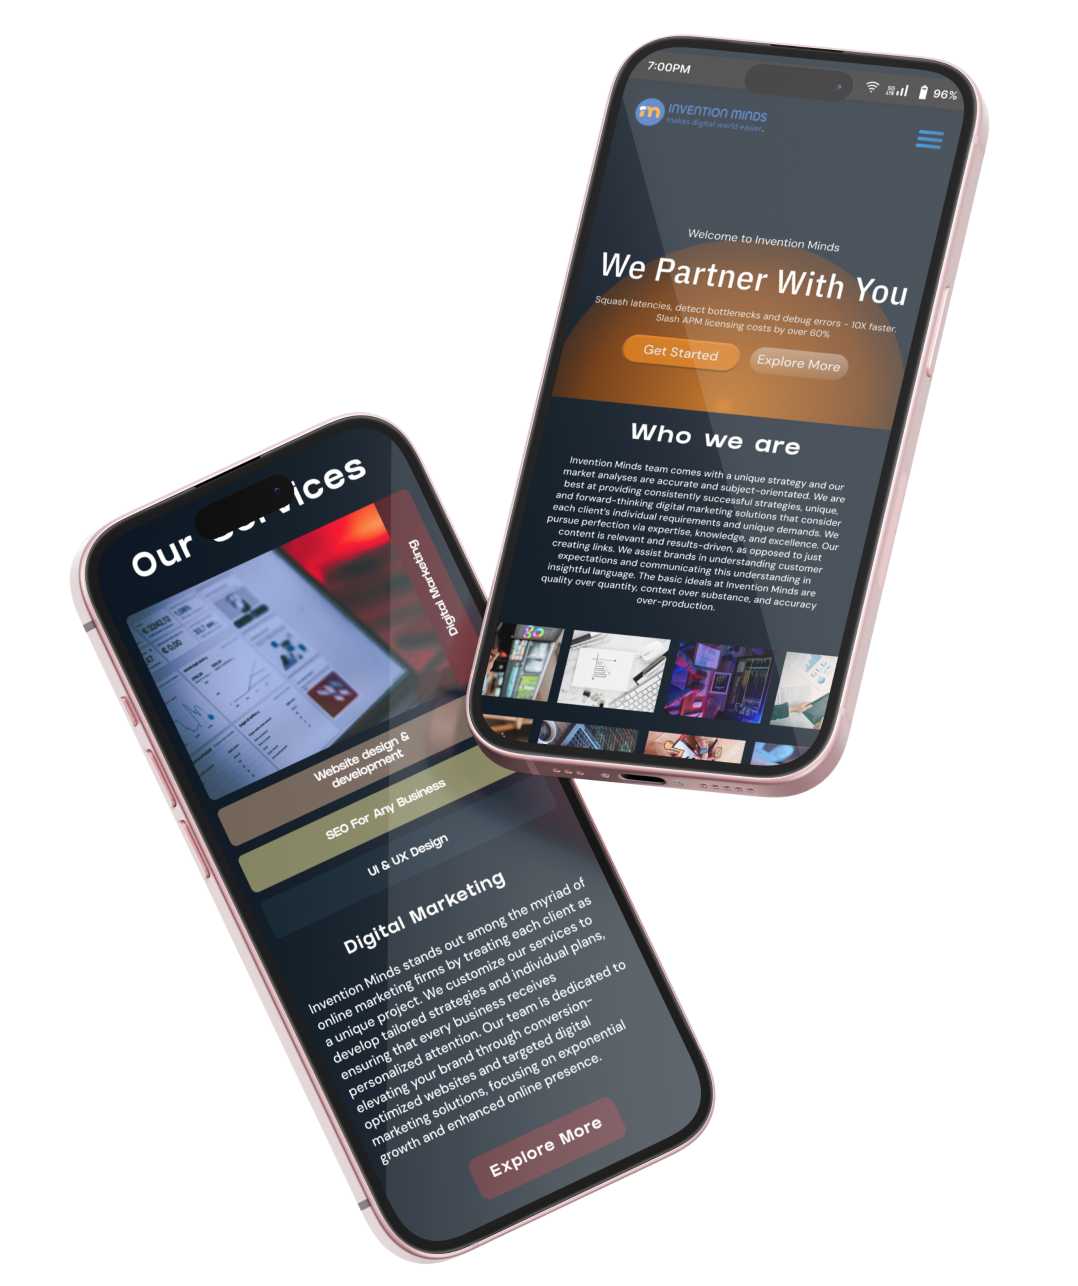 7:00PM
96%
INVENTION MINDS
makes digital world easier.
Welcome to Invention Minds
We Partner With You
Squash latencies, detect bottlenecks and debug errors - 10X faster.
Slash APM licensing costs by over 60%
Get Started
Explore More
Who we are
Invention Minds team comes with a unique strategy and our
market analyses are accurate and subject-orientated. We are
best at providing consistently successful strategies, unique,
and forward-thinking digital marketing solutions that consider
each client's individual requirements and unique demands. We
pursue perfection via expertise, knowledge, and excellence. Our
content is relevant and results-driven, as opposed to just
creating links. We assist brands in understanding customer
expectations and communicating this understanding in
insightful language. The basic ideals at Invention Minds are
quality over quantity, context over substance, and accuracy
over-production.
go
Our Services
Digital Marketing
Website design &
development
SEO For Any Business
UI & UX Design
Digital Marketing
Invention Minds stands out among the myriad of
online marketing firms by treating each client as
a unique project. We customize our services to
develop tailored strategies and individual plans,
ensuring that every business receives
personalized attention. Our team is dedicated to
elevating your brand through conversion-
optimized websites and targeted digital
marketing solutions, focusing on exponential
growth and enhanced online presence.
Explore More